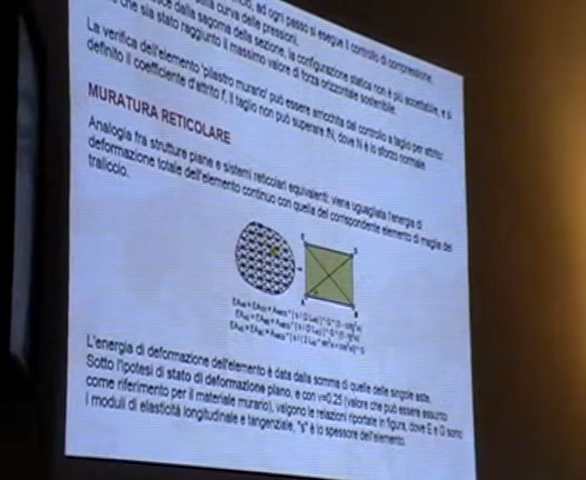 ad ogni passo si esegue il controllo di compressione:
curva delle pressioni.
esce dalla sagoma della sezione, la configurazione statica non è più accettabile, e si
che sia stato raggiunto il massimo valore di forza orizzontale sostenibile.
La verifica dell'elemento 'pilastro murario' può essere arricchita dal controllo a taglio per attrito:
definito il coefficiente d'attrito f, il taglio non può superare fN, dove N è lo sforzo normale.
MURATURA RETICOLARE
Analogia fra strutture piane e sistemi reticolari equivalenti: viene uguagliata l'energia di
deformazione totale dell'elemento continuo con quella del corrispondente elemento di maglia del
traliccio.
L'energia di deformazione dell'elemento è data dalla somma di quelle delle singole aste.
Sotto l'ipotesi di stato di deformazione piano, e con ν=0.25 (valore che può essere assunto
come riferimento per il materiale murario), valgono le relazioni riportate in figura, dove E e G sono
i moduli di elasticità longitudinale e tangenziale, "s" è lo spessore dell'elemento.